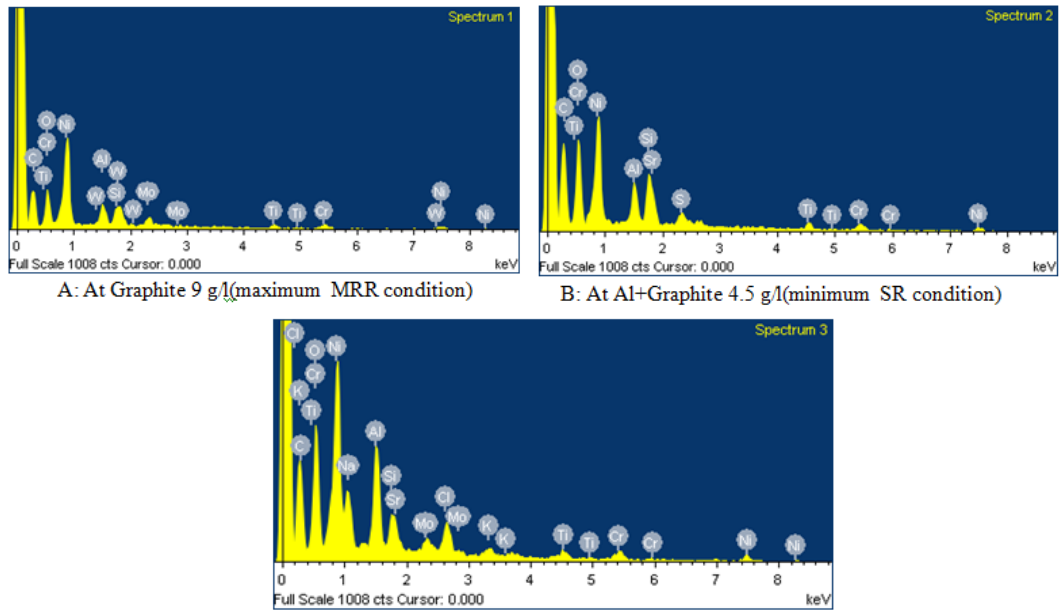 Spectrum 1
O
Ni
Cr
Al
W
C
Ti
W
Si
Mo
W
Mo
Ti
Ti
Cr
Ni
W
Ni
0 1 2 3 4 5 6 7 8
Full Scale 1008 cts Cursor: 0.000 keV
A: At Graphite 9 g/l(maximum MRR condition)
Spectrum 2
O
Cr
Ni
C
Ti
Si
Al
Sr
S
Ti
Ti
Cr
Cr
Ni
0 1 2 3 4 5 6 7 8
Full Scale 1008 cts Cursor: 0.000 keV
B: At Al+Graphite 4.5 g/l(minimum SR condition)
Spectrum 3
Cl
O
Ni
Cr
K
Ti
C
Al
Na
Si
Sr
Cl
Mo
Mo
K
K
Ti
Ti
Cr
Cr
Ni
Ni
0 1 2 3 4 5 6 7 8
Full Scale 1008 cts Cursor: 0.000 keV